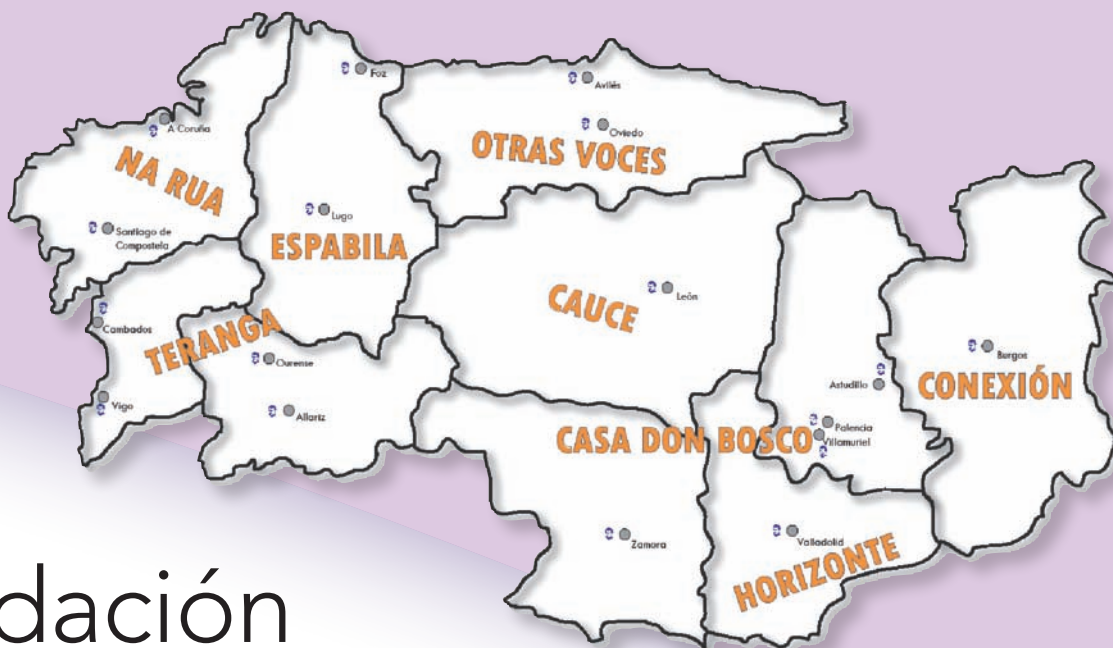 Foz
Avilés
A Coruña
Oviedo
OTRAS VOCES
NA RUA
Lugo
Santiago de
Compostela
ESPABILA
León
CAUCE
Cambados
TERANGA
Ourense
Burgos
Astudillo
CONEXIÓN
Vigo
Allariz
Palencia
CASA DON BOSCO
Villamuriel
Zamora
Valladolid
HORIZONTE
dación